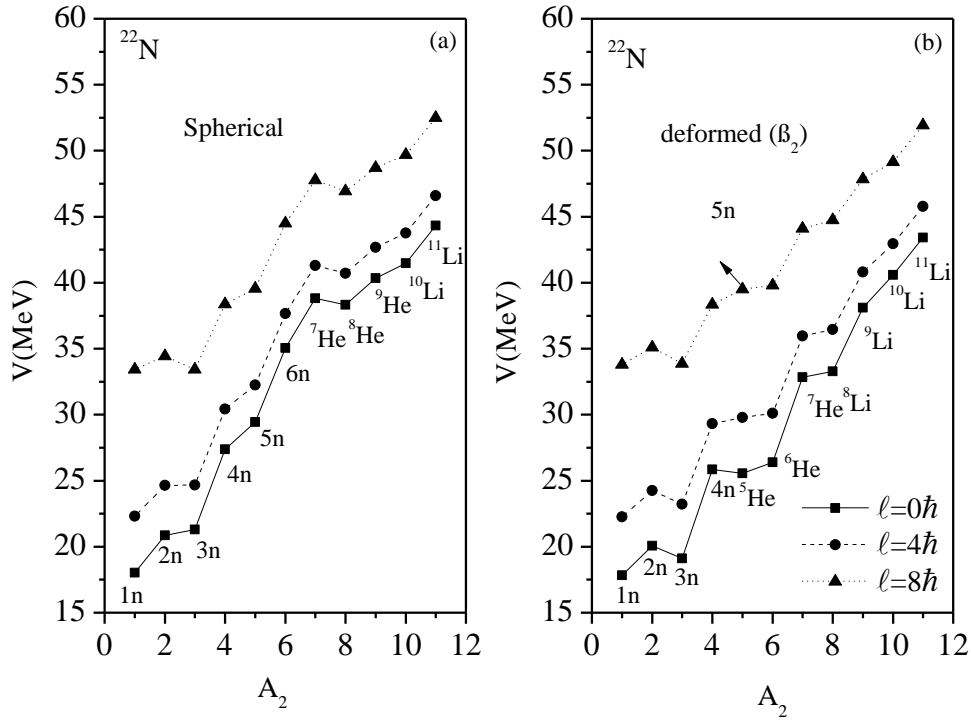 60
55
50
45
40
35
30
25
20
15
V(MeV)
0 2 4 6 8 10 12
A₂
²²N
(a)
Spherical
1n
2n
3n
4n
5n
6n
⁷He
⁸He
⁹He
¹⁰Li
¹¹Li
60
55
50
45
40
35
30
25
20
15
V(MeV)
0 2 4 6 8 10 12
A₂
²²N
(b)
deformed (ß₂)
5n
1n
2n
3n
4n
⁵He
⁶He
⁷He
⁸Li
⁹Li
¹⁰Li
¹¹Li
ℓ=0ℏ
ℓ=4ℏ
ℓ=8ℏ